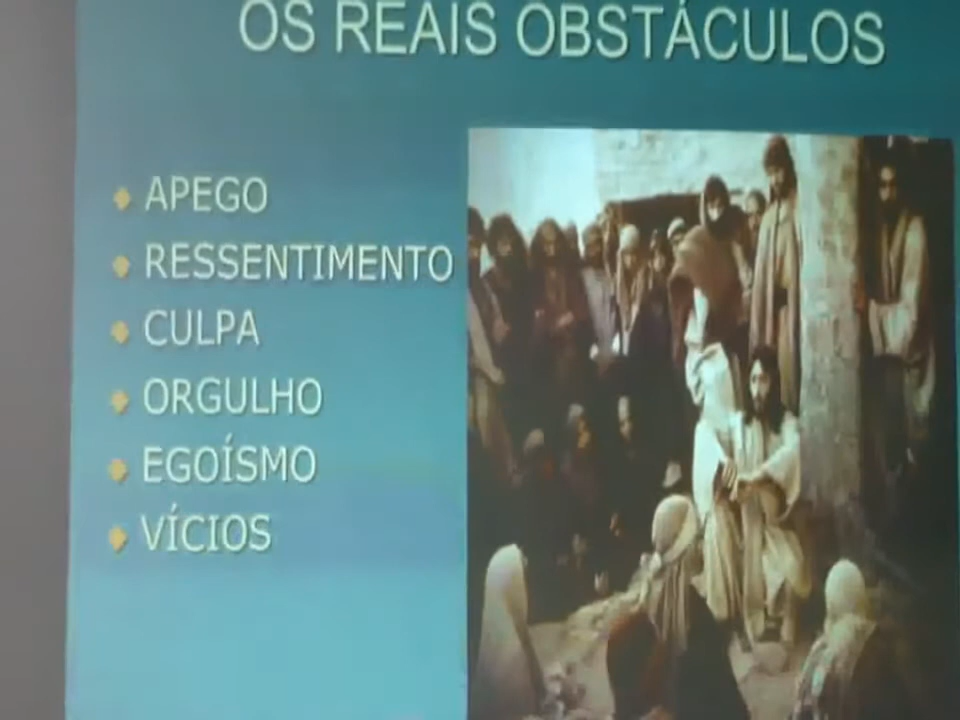 OS REAIS OBSTÁCULOS
APEGO
RESSENTIMENTO
CULPA
ORGULHO
EGOÍSMO
VÍCIOS